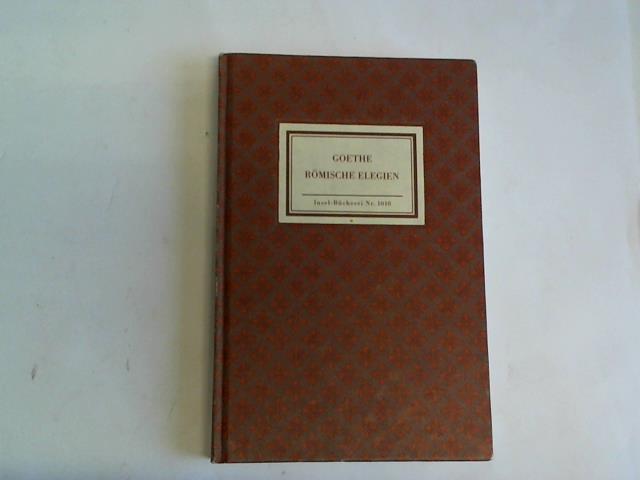 GOETHE
RÖMISCHE ELEGIEN
Insel-Bücherei Nr. 1010